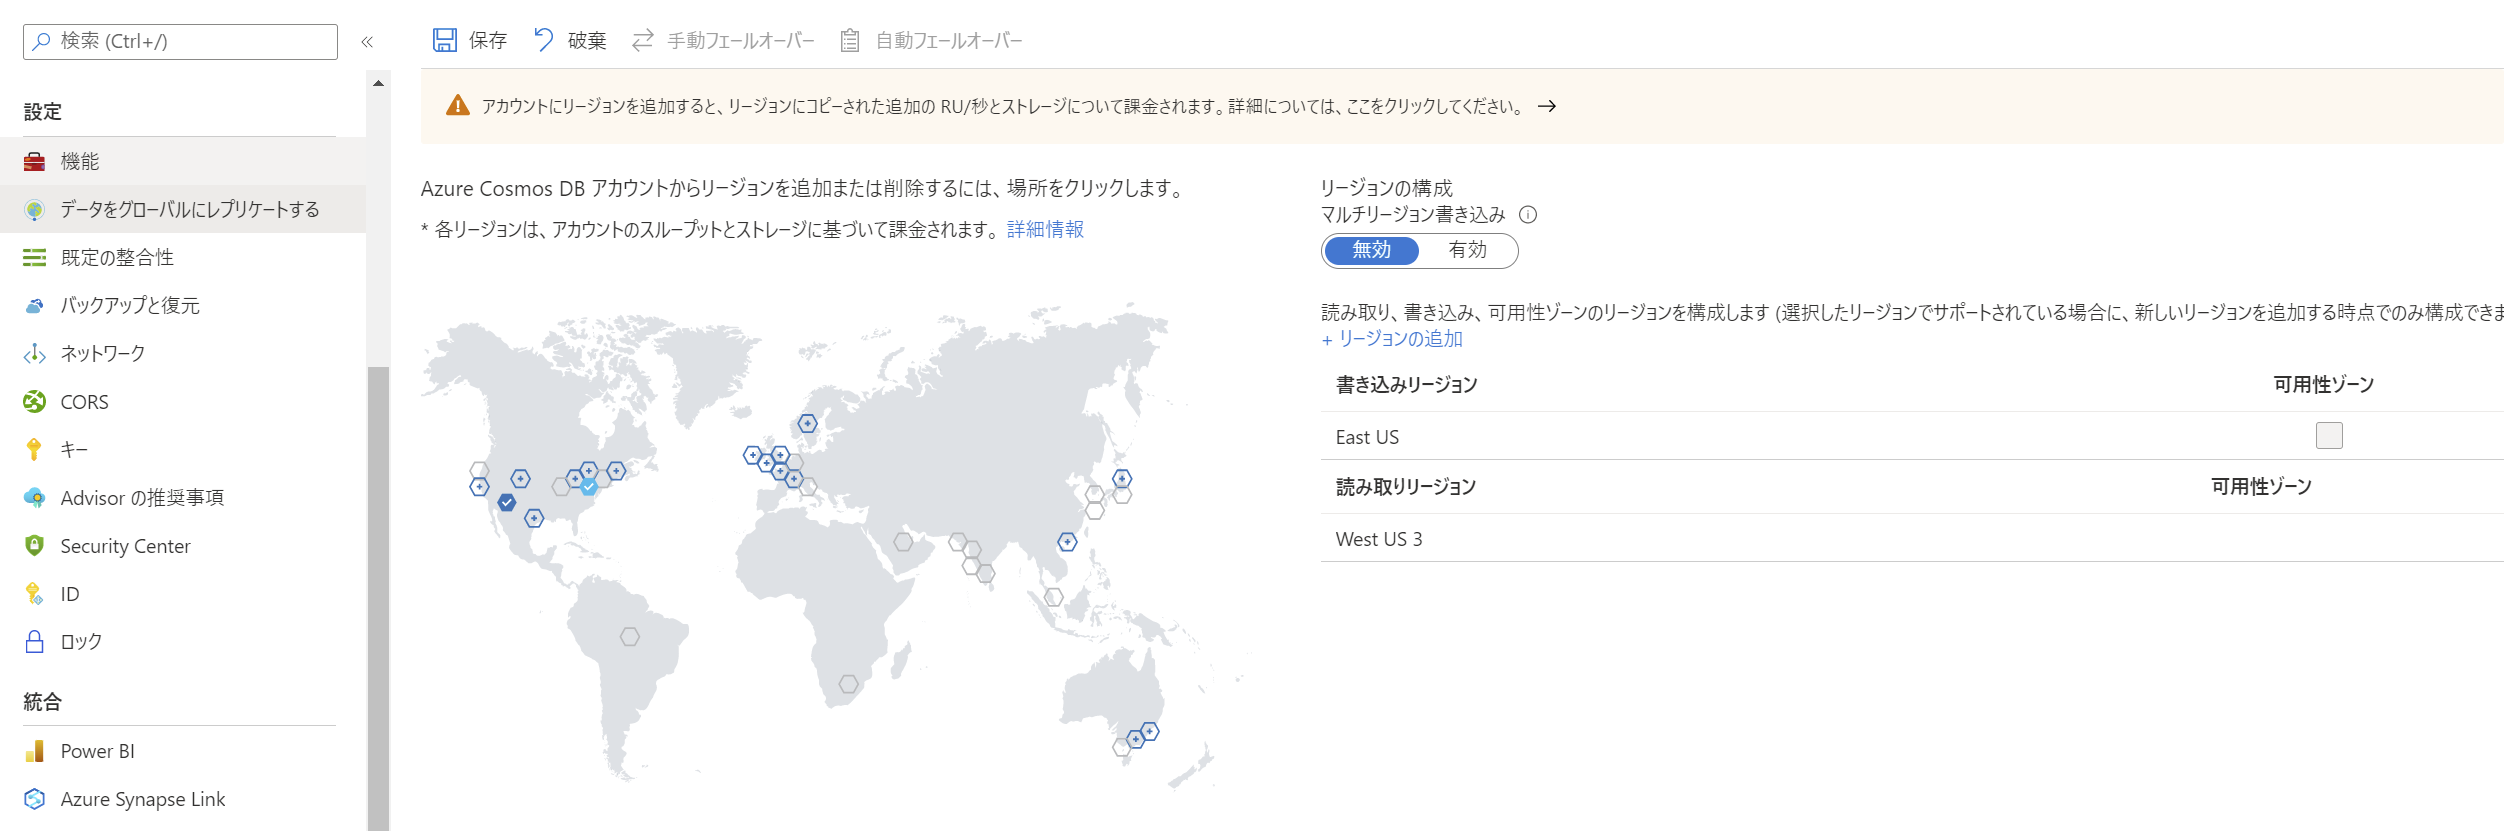 検索 (Ctrl+/)
«
設定
機能
データをグローバルにレプリケートする
既定の整合性
バックアップと復元
ネットワーク
CORS
キー
Advisor の推奨事項
Security Center
ID
ロック
統合
Power BI
Azure Synapse Link
保存
破棄
手動フェールオーバー
自動フェールオーバー
アカウントにリージョンを追加すると、リージョンにコピーされた追加の RU/秒とストレージについて課金されます。詳細については、ここをクリックしてください。 →
Azure Cosmos DB アカウントからリージョンを追加または削除するには、場所をクリックします。
* 各リージョンは、アカウントのスループットとストレージに基づいて課金されます。 詳細情報
リージョンの構成
マルチリージョン書き込み
無効 有効
読み取り、書き込み、可用性ゾーンのリージョンを構成します (選択したリージョンでサポートされている場合に、新しいリージョンを追加する時点でのみ構成できま
+ リージョンの追加
書き込みリージョン 可用性ゾーン
East US
読み取りリージョン 可用性ゾーン
West US 3